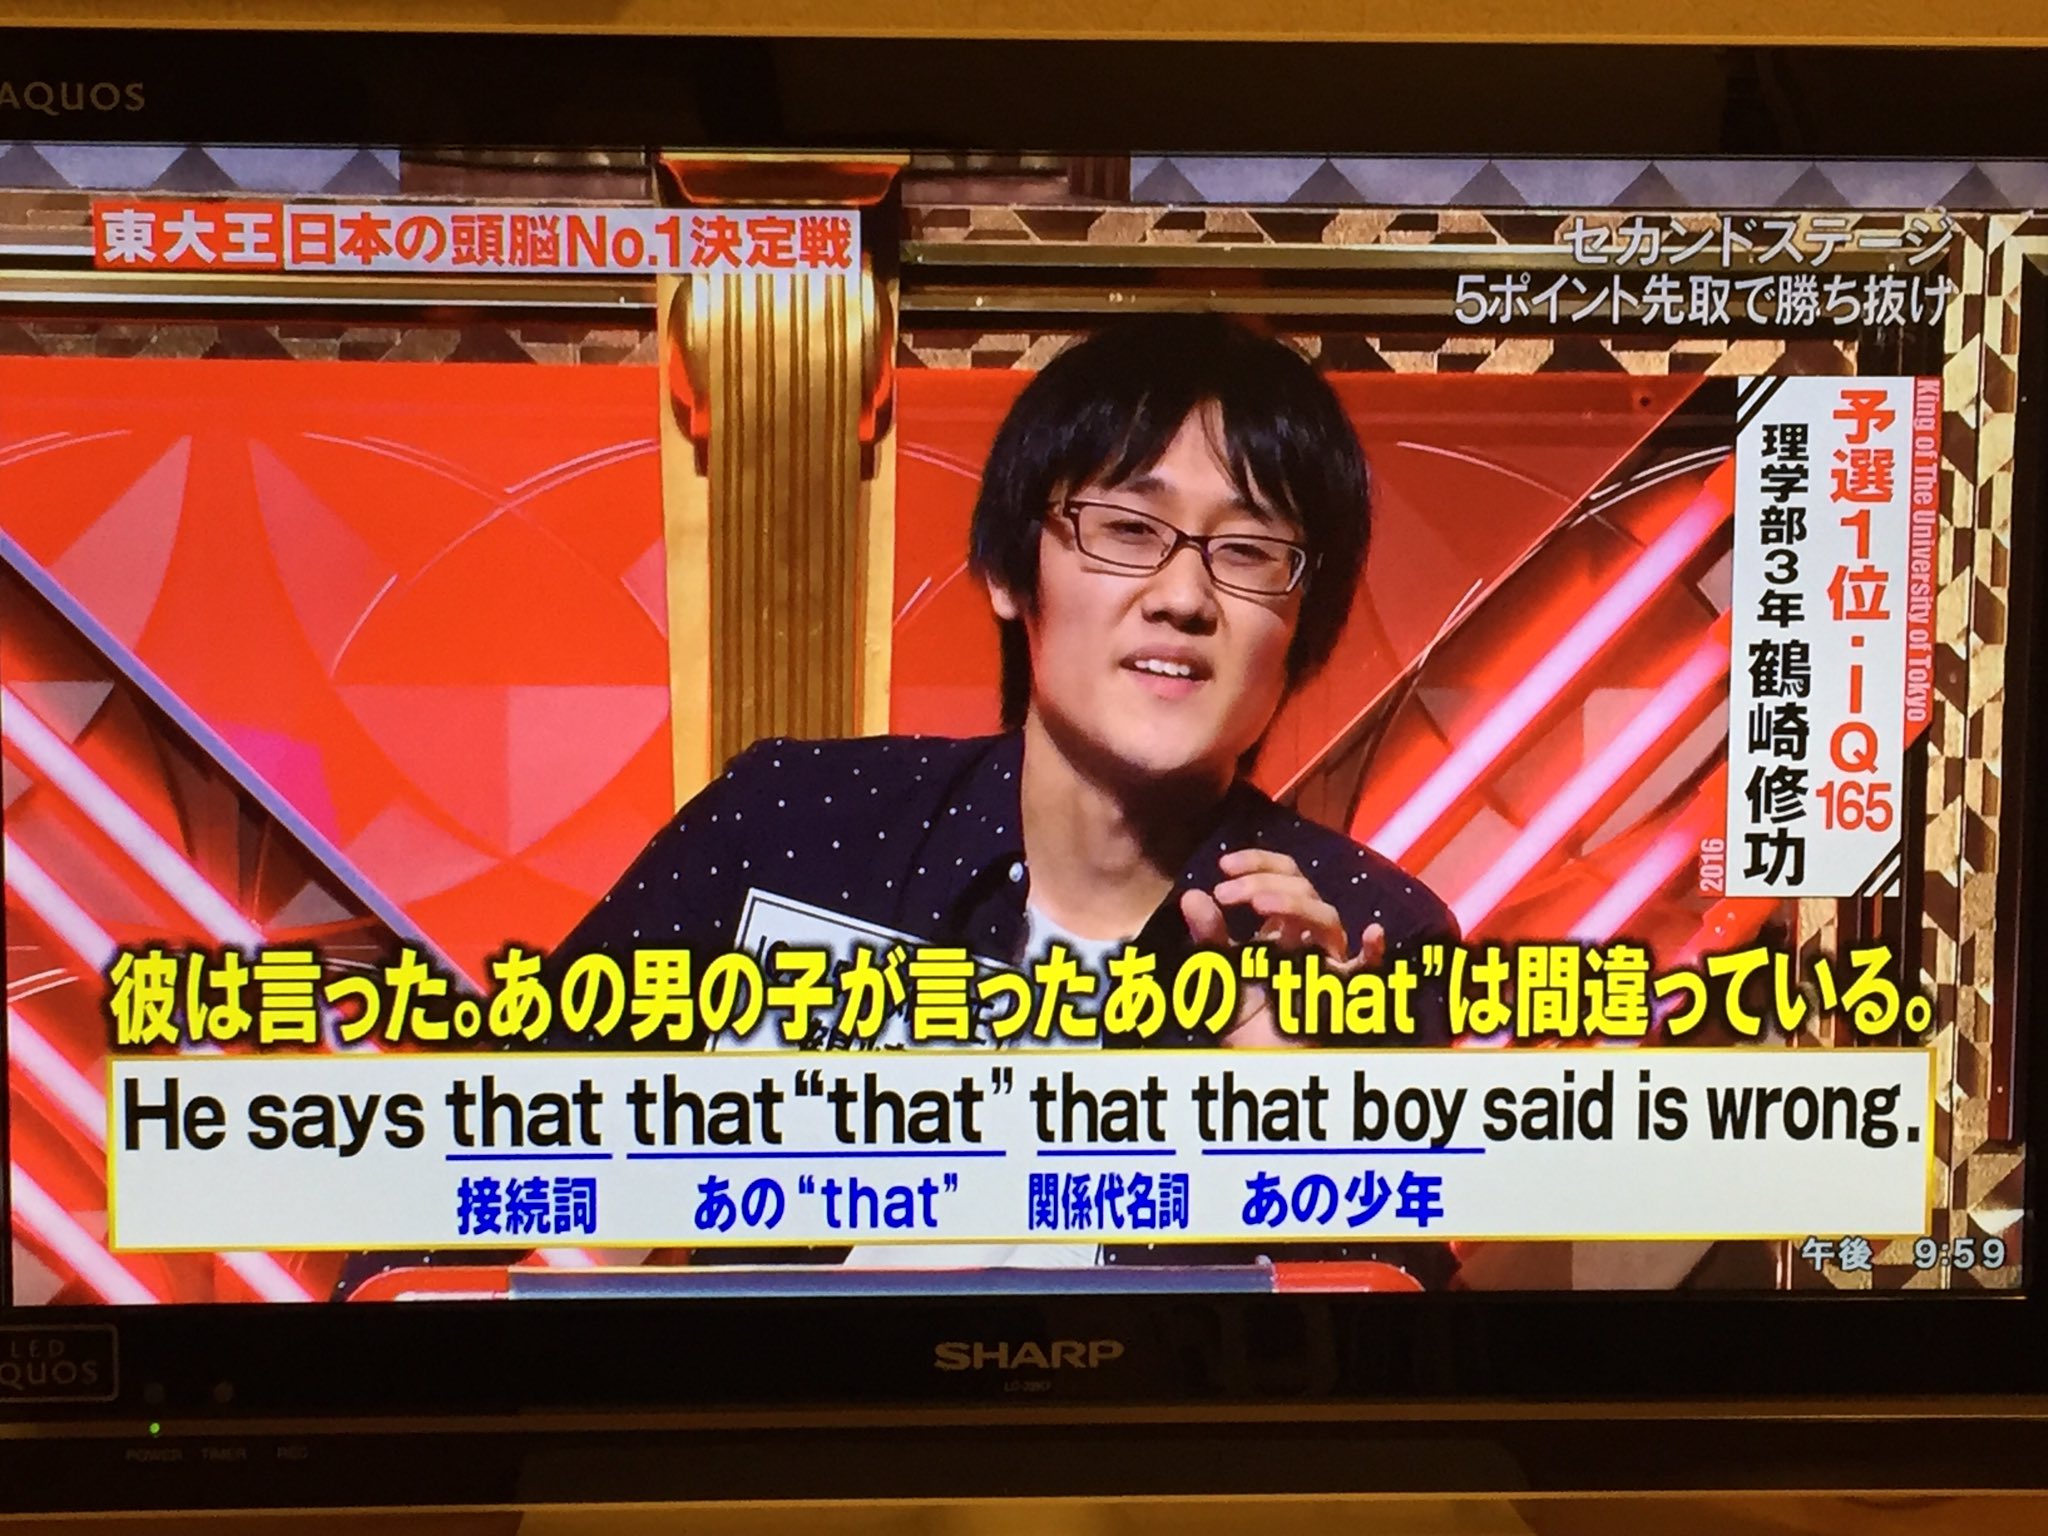 AQUOS
東大王 日本の頭脳No.1決定戦
セカンドステージ
5ポイント先取で勝ち抜け
King of The University of Tokyo
予選1位・IQ165
理学部3年 鶴崎修功
2016
彼は言った。あの男の子が言ったあの“that”は間違っている。
He says that that “that” that that boy said is wrong.
接続詞 あの“that” 関係代名詞 あの少年
午後 9:59
LED
QUOS
SHARP
POWER TIMER REC